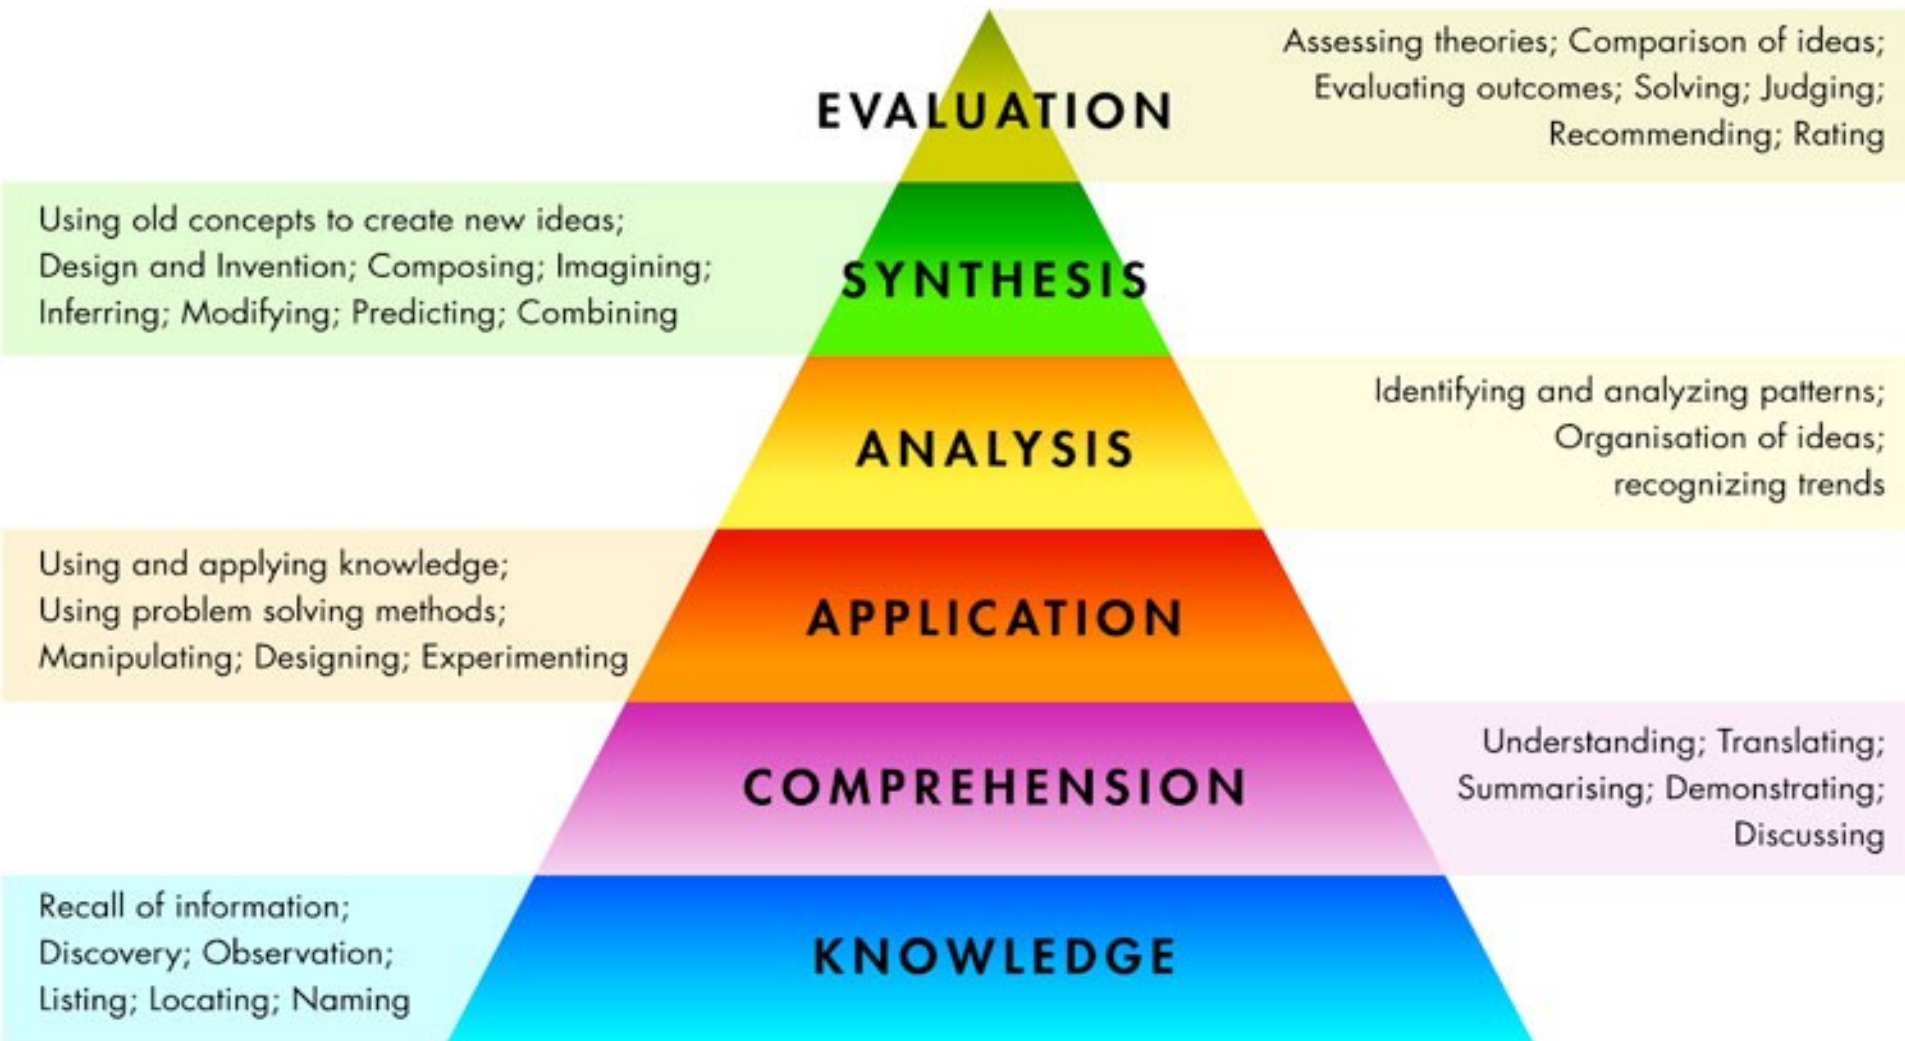 EVALUATION
Assessing theories; Comparison of ideas;
Evaluating outcomes; Solving; Judging;
Recommending; Rating
Using old concepts to create new ideas;
Design and Invention; Composing; Imagining;
Inferring; Modifying; Predicting; Combining
SYNTHESIS
ANALYSIS
Identifying and analyzing patterns;
Organisation of ideas;
recognizing trends
Using and applying knowledge;
Using problem solving methods;
Manipulating; Designing; Experimenting
APPLICATION
COMPREHENSION
Understanding; Translating;
Summarising; Demonstrating;
Discussing
Recall of information;
Discovery; Observation;
Listing; Locating; Naming
KNOWLEDGE